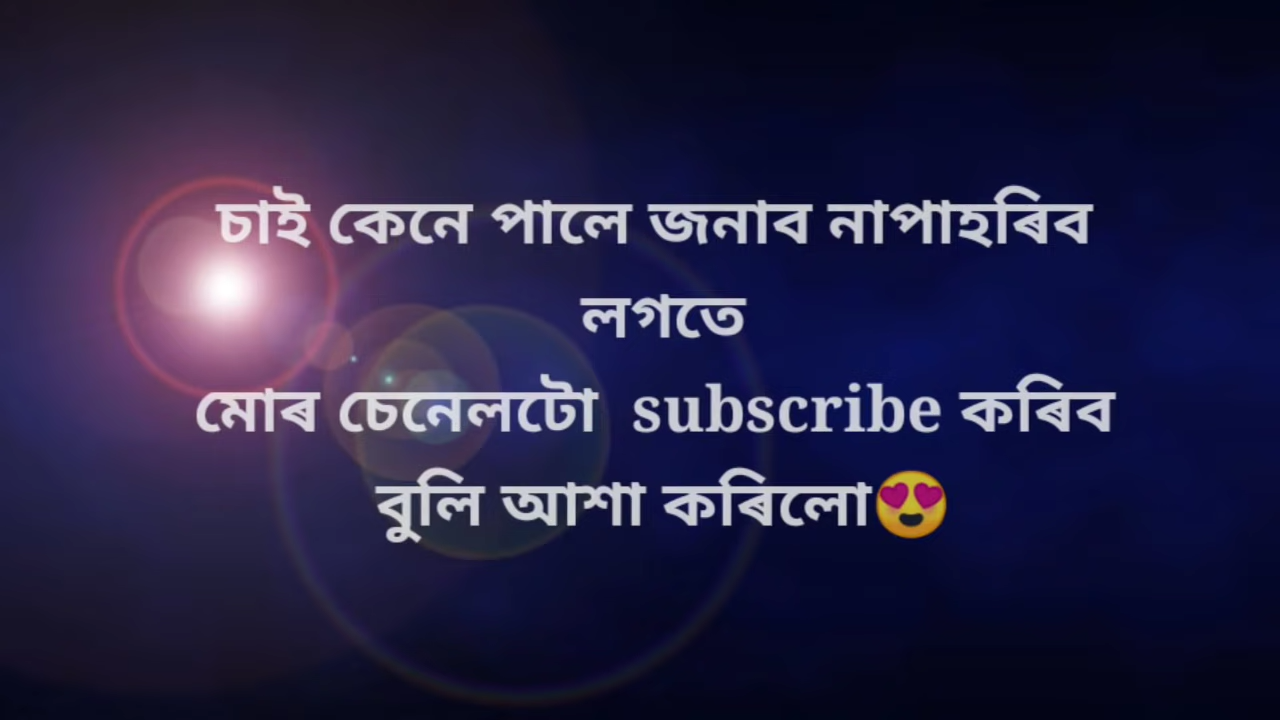 চাই কেনে পালে জনাব নাপাহৰিব
লগতে
মোৰ চেনেলটো subscribe কৰিব
বুলি আশা কৰিলো😍